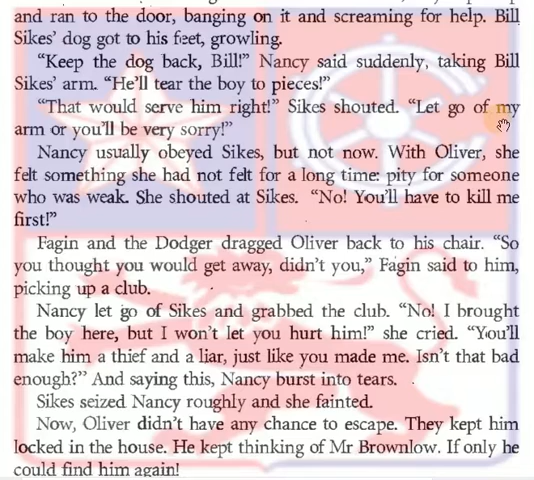 and ran to the door, banging on it and screaming for help. Bill
Sikes' dog got to his feet, growling.
"Keep the dog back, Bill!" Nancy said suddenly, taking Bill
Sikes' arm. "He'll tear the boy to pieces!"
"That would serve him right!" Sikes shouted. "Let go of my
arm or you'll be very sorry!"
Nancy usually obeyed Sikes, but not now. With Oliver, she
felt something she had not felt for a long time: pity for someone
who was weak. She shouted at Sikes. "No! You'll have to kill me
first!"
Fagin and the Dodger dragged Oliver back to his chair. "So
you thought you would get away, didn't you," Fagin said to him,
picking up a club.
Nancy let go of Sikes and grabbed the club. "No! I brought
the boy here, but I won't let you hurt him!" she cried. "You'll
make him a thief and a liar, just like you made me. Isn't that bad
enough?" And saying this, Nancy burst into tears.
Sikes seized Nancy roughly and she fainted.
Now, Oliver didn't have any chance to escape. They kept him
locked in the house. He kept thinking of Mr Brownlow. If only he
could find him again!